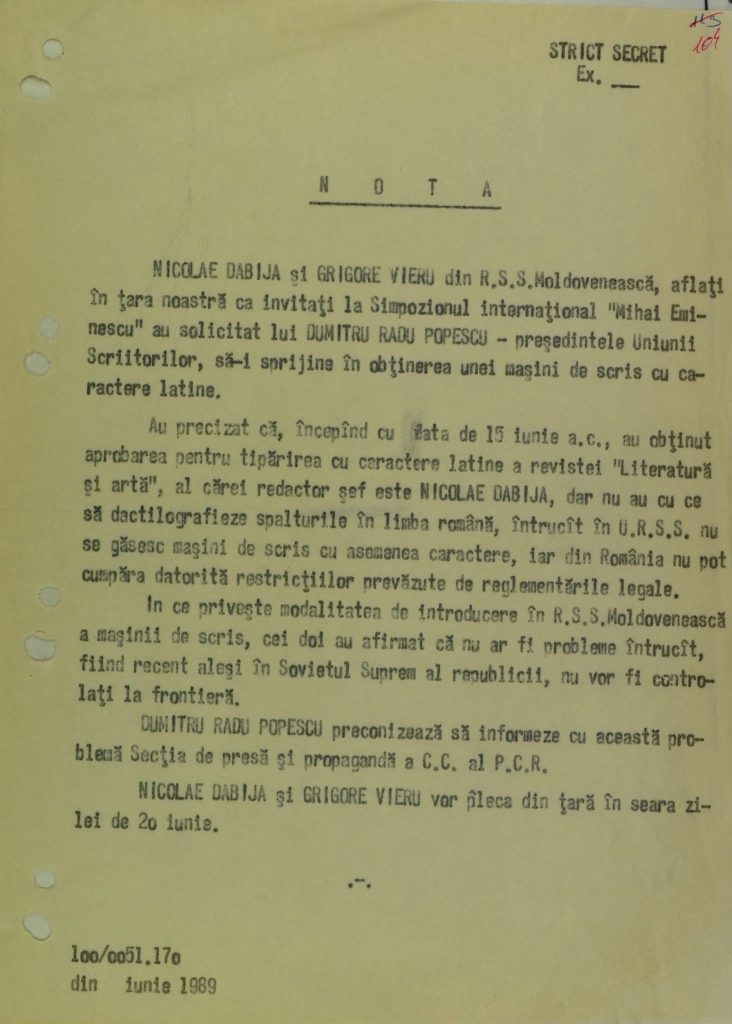 115
104
STRICT SECRET
Ex. __
N O T A
NICOLAE DABIJA şi GRIGORE VIERU din R.S.S.Moldovenească, aflaţi
în ţara noastră ca invitaţi la Simpozionul internaţional "Mihai Emi-
nescu" au solicitat lui DUMITRU RADU POPESCU - preşedintele Uniunii
Scriitorilor, să-i sprijine în obţinerea unei maşini de scris cu ca-
ractere latine.
Au precizat că, începînd cu data de 15 iunie a.c., au obţinut
aprobarea pentru tipărirea cu caractere latine a revistei "Literatură
şi artă", al cărei redactor şef este NICOLAE DABIJA, dar nu au cu ce
să dactilografieze spalturile în limba română, întrucît în U.R.S.S. nu
se găsesc maşini de scris cu asemenea caractere, iar din România nu pot
cumpăra datorită restricţiilor prevăzute de reglementările legale.
In ce priveşte modalitatea de introducere în R.S.S.Moldovenească
a maşinii de scris, cei doi au afirmat că nu ar fi probleme întrucît,
fiind recent aleşi în Sovietul Suprem al republicii, nu vor fi contro-
laţi la frontieră.
DUMITRU RADU POPESCU preconizează să informeze cu această pro-
blemă Secţia de presă şi propagandă a C.C. al P.C.R.
NICOLAE DABIJA şi GRIGORE VIERU vor pleca din ţară în seara zi-
lei de 2o iunie.
.-.
loo/oo51.17o
din iunie 1989